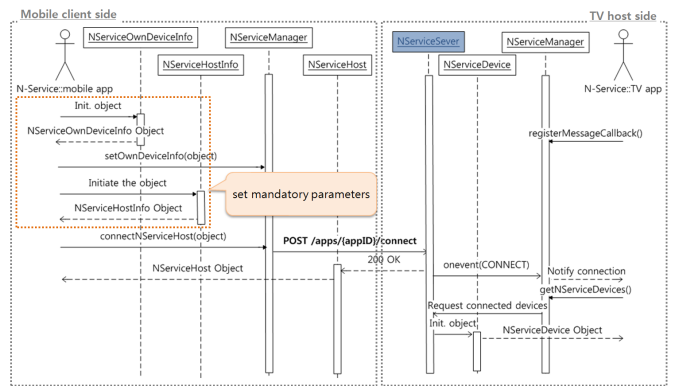 Mobile client side
TV host side
NServiceOwnDeviceInfo
NServiceManager
NServiceSever
NServiceManager
NServiceHostInfo
NServiceHost
NServiceDevice
N-Service::mobile app
N-Service::TV app
Init. object
NServiceOwnDeviceInfo Object
registerMessageCallback()
setOwnDeviceInfo(object)
Initiate the object
set mandatory parameters
NServiceHostInfo Object
connectNServiceHost(object)
POST /apps/(appID)/connect
200 OK
NServiceHost Object
onevent(CONNECT)
Notify connection
getNServiceDevices()
Request connected devices
Init. object
NServiceDevice Object